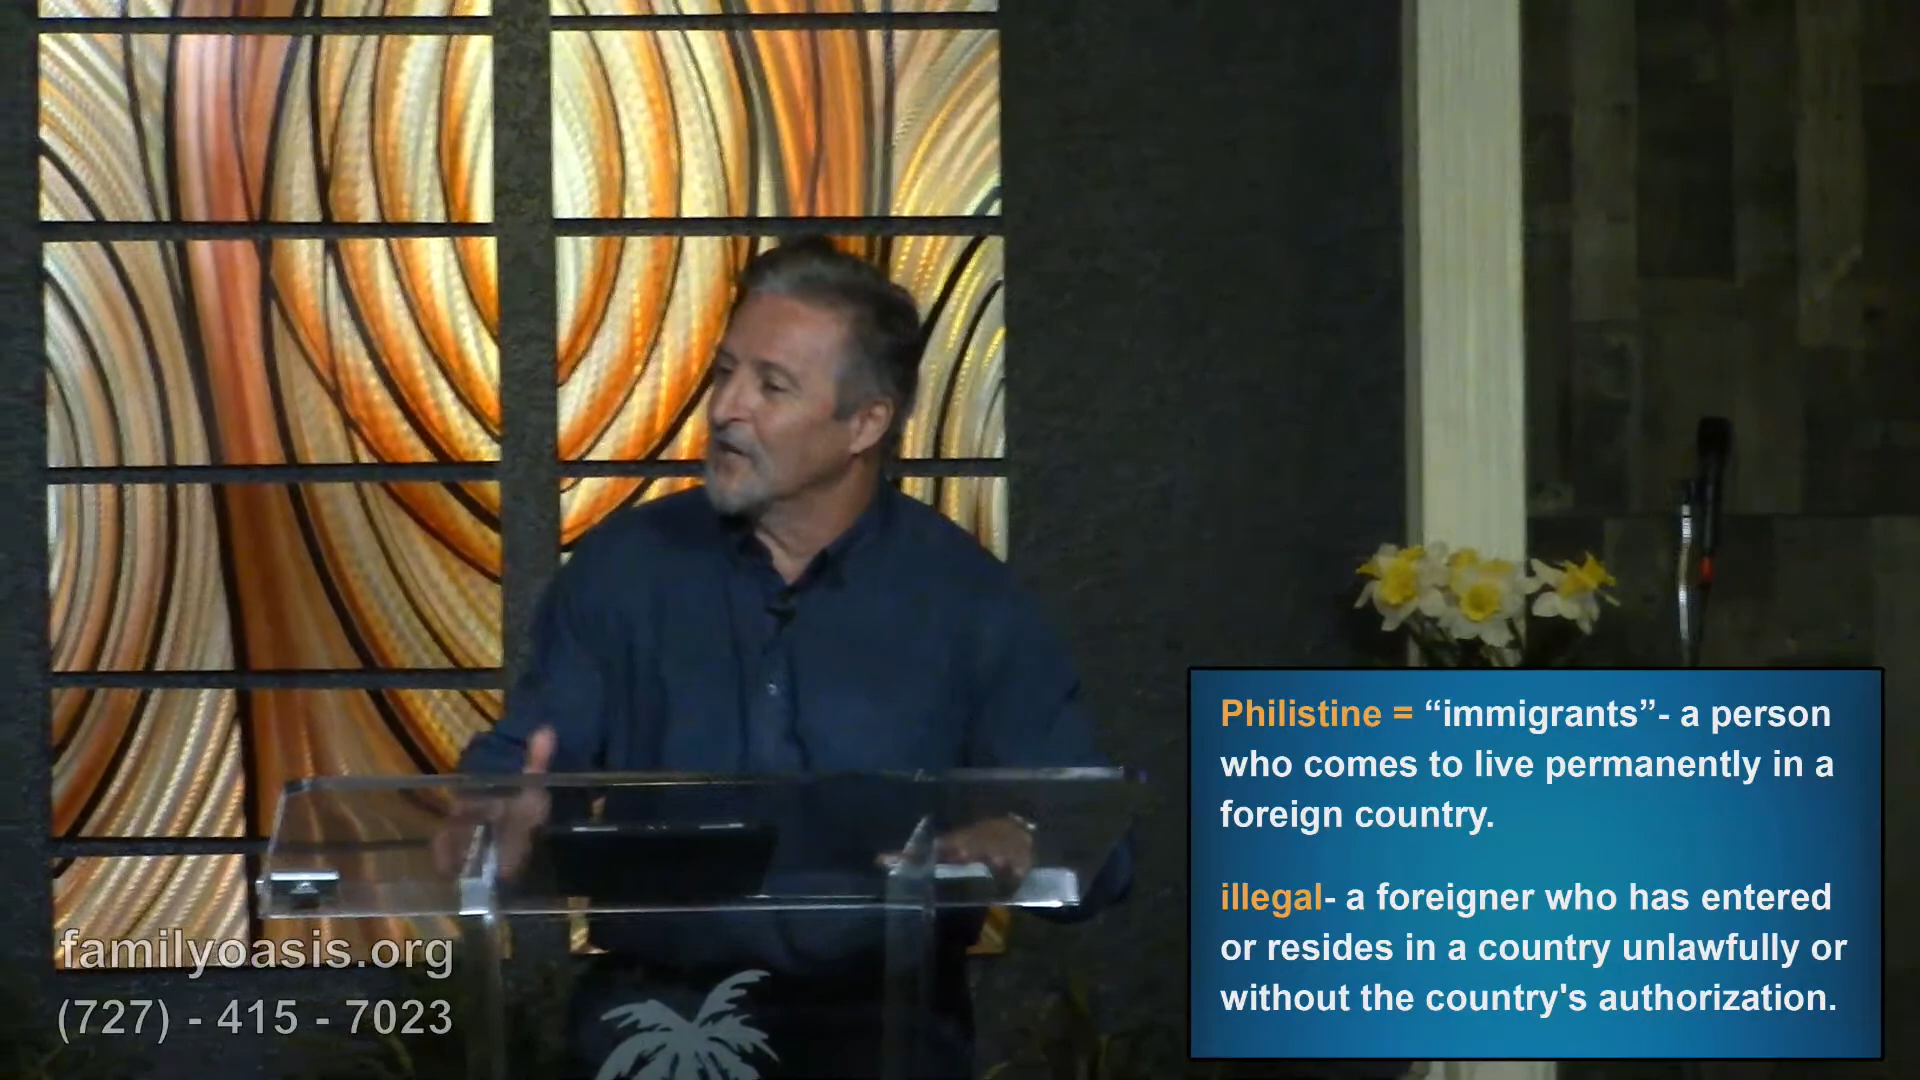 Philistine = “immigrants”- a person
who comes to live permanently in a
foreign country.
illegal- a foreigner who has entered
or resides in a country unlawfully or
without the country's authorization.
familyoasis.org
(727) - 415 - 7023